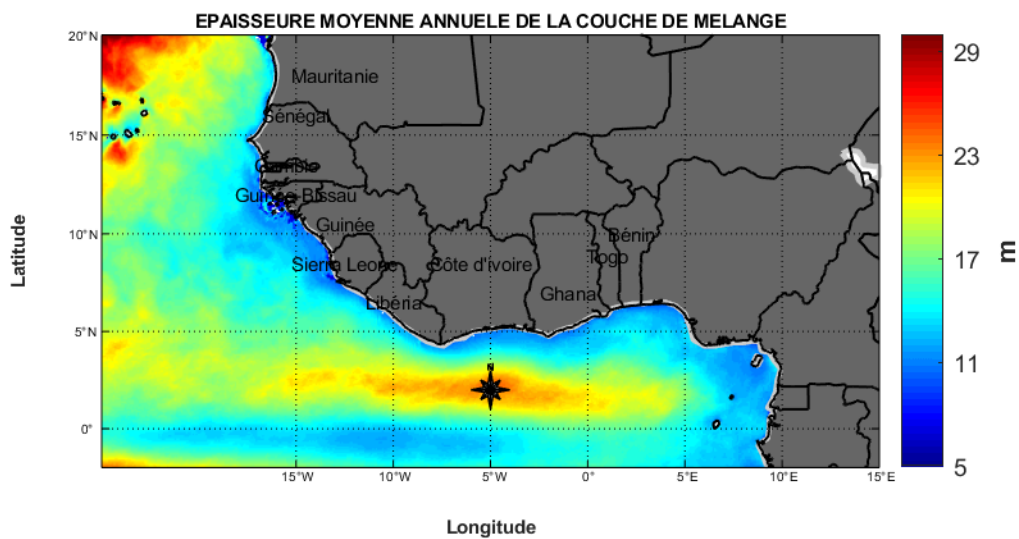 EPAISSEURE MOYENNE ANNUELE DE LA COUCHE DE MELANGE
20°N
15°N
10°N
5°N
0°
15°W
10°W
5°W
0°
5°E
10°E
15°E
Latitude
Longitude
Mauritanie
Sénégal
Gambie
Guinée-Bissau
Guinée
Sierra Leone
Libéria
Côte d'ivoire
Ghana
Togo
Bénin
N
29
23
17
11
5
m